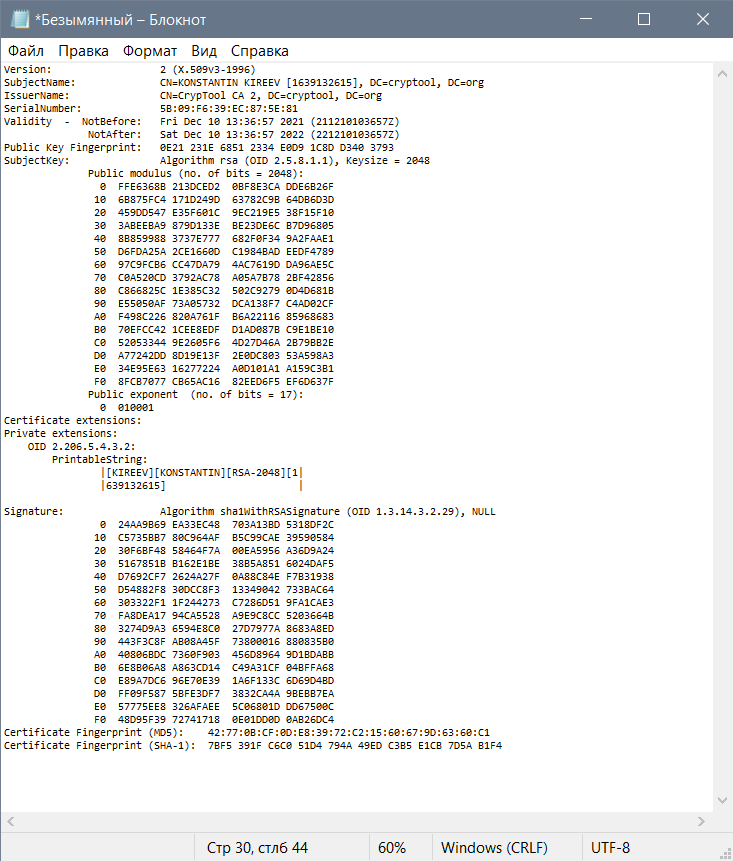 *Безымянный – Блокнот
Файл Правка Формат Вид Справка
Version: 2 (X.509v3-1996)
SubjectName: CN=KONSTANTIN KIREEV [1639132615], DC=cryptool, DC=org
IssuerName: CN=CrypTool CA 2, DC=cryptool, DC=org
SerialNumber: 5B:09:F6:39:EC:87:5E:81
Validity - NotBefore: Fri Dec 10 13:36:57 2021 (211210103657Z)
NotAfter: Sat Dec 10 13:36:57 2022 (221210103657Z)
Public Key Fingerprint: 0E21 231E 6851 2334 E0D9 1C8D D340 3793
SubjectKey: Algorithm rsa (OID 2.5.8.1.1), Keysize = 2048
Public modulus (no. of bits = 2048):
0 FFE6368B 213DCED2 0BF8E3CA DDE6B26F
10 6B875FC4 171D249D 63782C9B 64DB6D3D
20 459DD547 E35F601C 9EC219E5 38F15F10
30 3ABEEBA9 879D133E BE23DE6C B7D96805
40 8B859988 3737E777 682F0F34 9A2FAAE1
50 D6FDA25A 2CE1660D C1984BAD EEDF4789
60 97C9FCB6 CC47DA79 4AC7619D DA96AE5C
70 C0A520CD 3792AC78 A05A7B78 2BF42856
80 C866825C 1E385C32 502C9279 0D4D681B
90 E55050AF 73A05732 DCA138F7 C4AD02CF
A0 F498C226 820A761F B6A22116 85968683
B0 70EFCC42 1CEE8EDF D1AD087B C9E1BE10
C0 52053344 9E2605F6 4D27D46A 2B79BB2E
D0 A77242DD 8D19E13F 2E0DC803 53A598A3
E0 34E95E63 16277224 A0D101A1 A159C3B1
F0 8FCB7077 CB65AC16 82EED6F5 EF6D637F
Public exponent (no. of bits = 17):
0 010001
Certificate extensions:
Private extensions:
OID 2.206.5.4.3.2:
PrintableString:
|[KIREEV][KONSTANTIN][RSA-2048][1|
|639132615] |
Signature: Algorithm sha1WithRSASignature (OID 1.3.14.3.2.29), NULL
0 24AA9B69 EA33EC48 703A13BD 5318DF2C
10 C5735BB7 80C964AF B5C99CAE 39590584
20 30F6BF48 58464F7A 00EA5956 A36D9A24
30 5167851B B162E1BE 38B5A851 6024DAF5
40 D7692CF7 2624A27F 0A88C84E F7B31938
50 D54882F8 30DCC8F3 13349042 733BAC64
60 303322F1 1F244273 C7286D51 9FA1CAE3
70 FA8DEA17 94CA5528 A9E9C8CC 5203664B
80 3274D9A3 6594E8C0 27D7977A 8683A8ED
90 443F3C8F AB08A45F 73800016 880835B0
A0 40806BDC 7360F903 456D8964 9D1BDABB
B0 6E8B06A8 A863CD14 C49A31CF 04BFFA68
C0 E89A7DC6 96E70E39 1A6F133C 6D69D4BD
D0 FF09F587 5BFE3DF7 3832CA4A 9BEBB7EA
E0 57775EE8 326AFAEE 5C06801D DD67500C
F0 48D95F39 72741718 0E01DD0D 0AB26DC4
Certificate Fingerprint (MD5): 42:77:0B:CF:0D:E8:39:72:C2:15:60:67:9D:63:60:C1
Certificate Fingerprint (SHA-1): 7BF5 391F C6C0 51D4 794A 49ED C3B5 E1CB 7D5A B1F4
Стр 30, стлб 44 60% Windows (CRLF) UTF-8